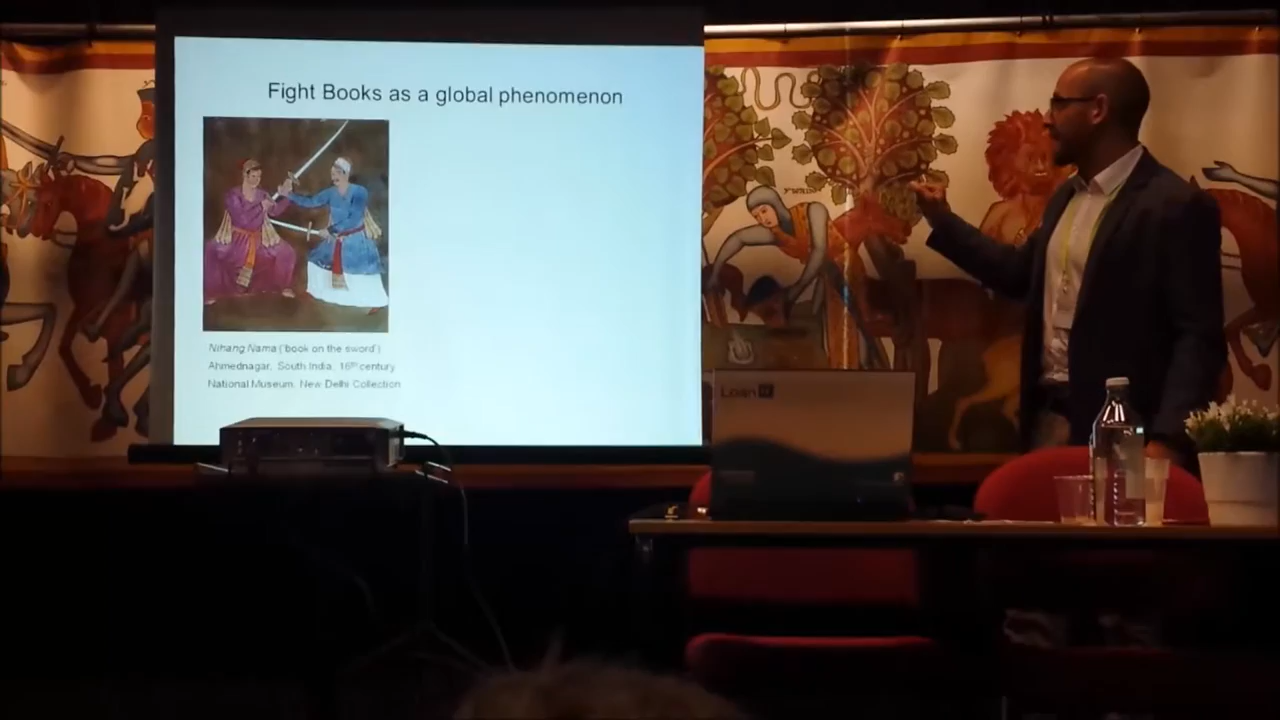 Fight Books as a global phenomenon
Nihang Nama ('book on the sword')
Ahmednagar, South India, 16th century
National Museum, New Delhi Collection
Loan